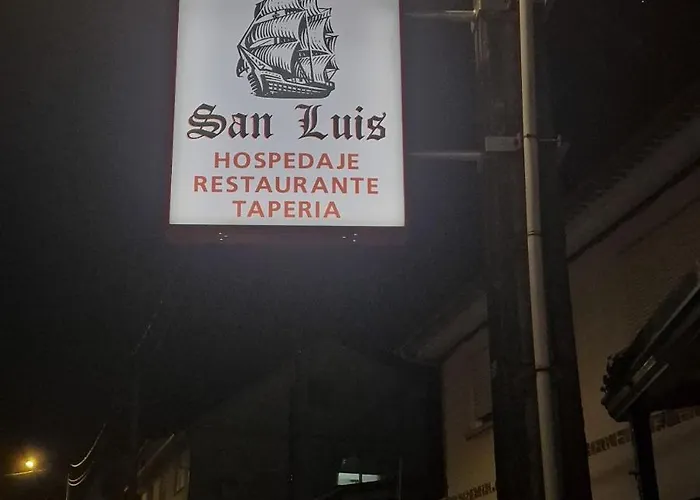 San Luis
HOSPEDAJE
RESTAURANTE
TAPERIA